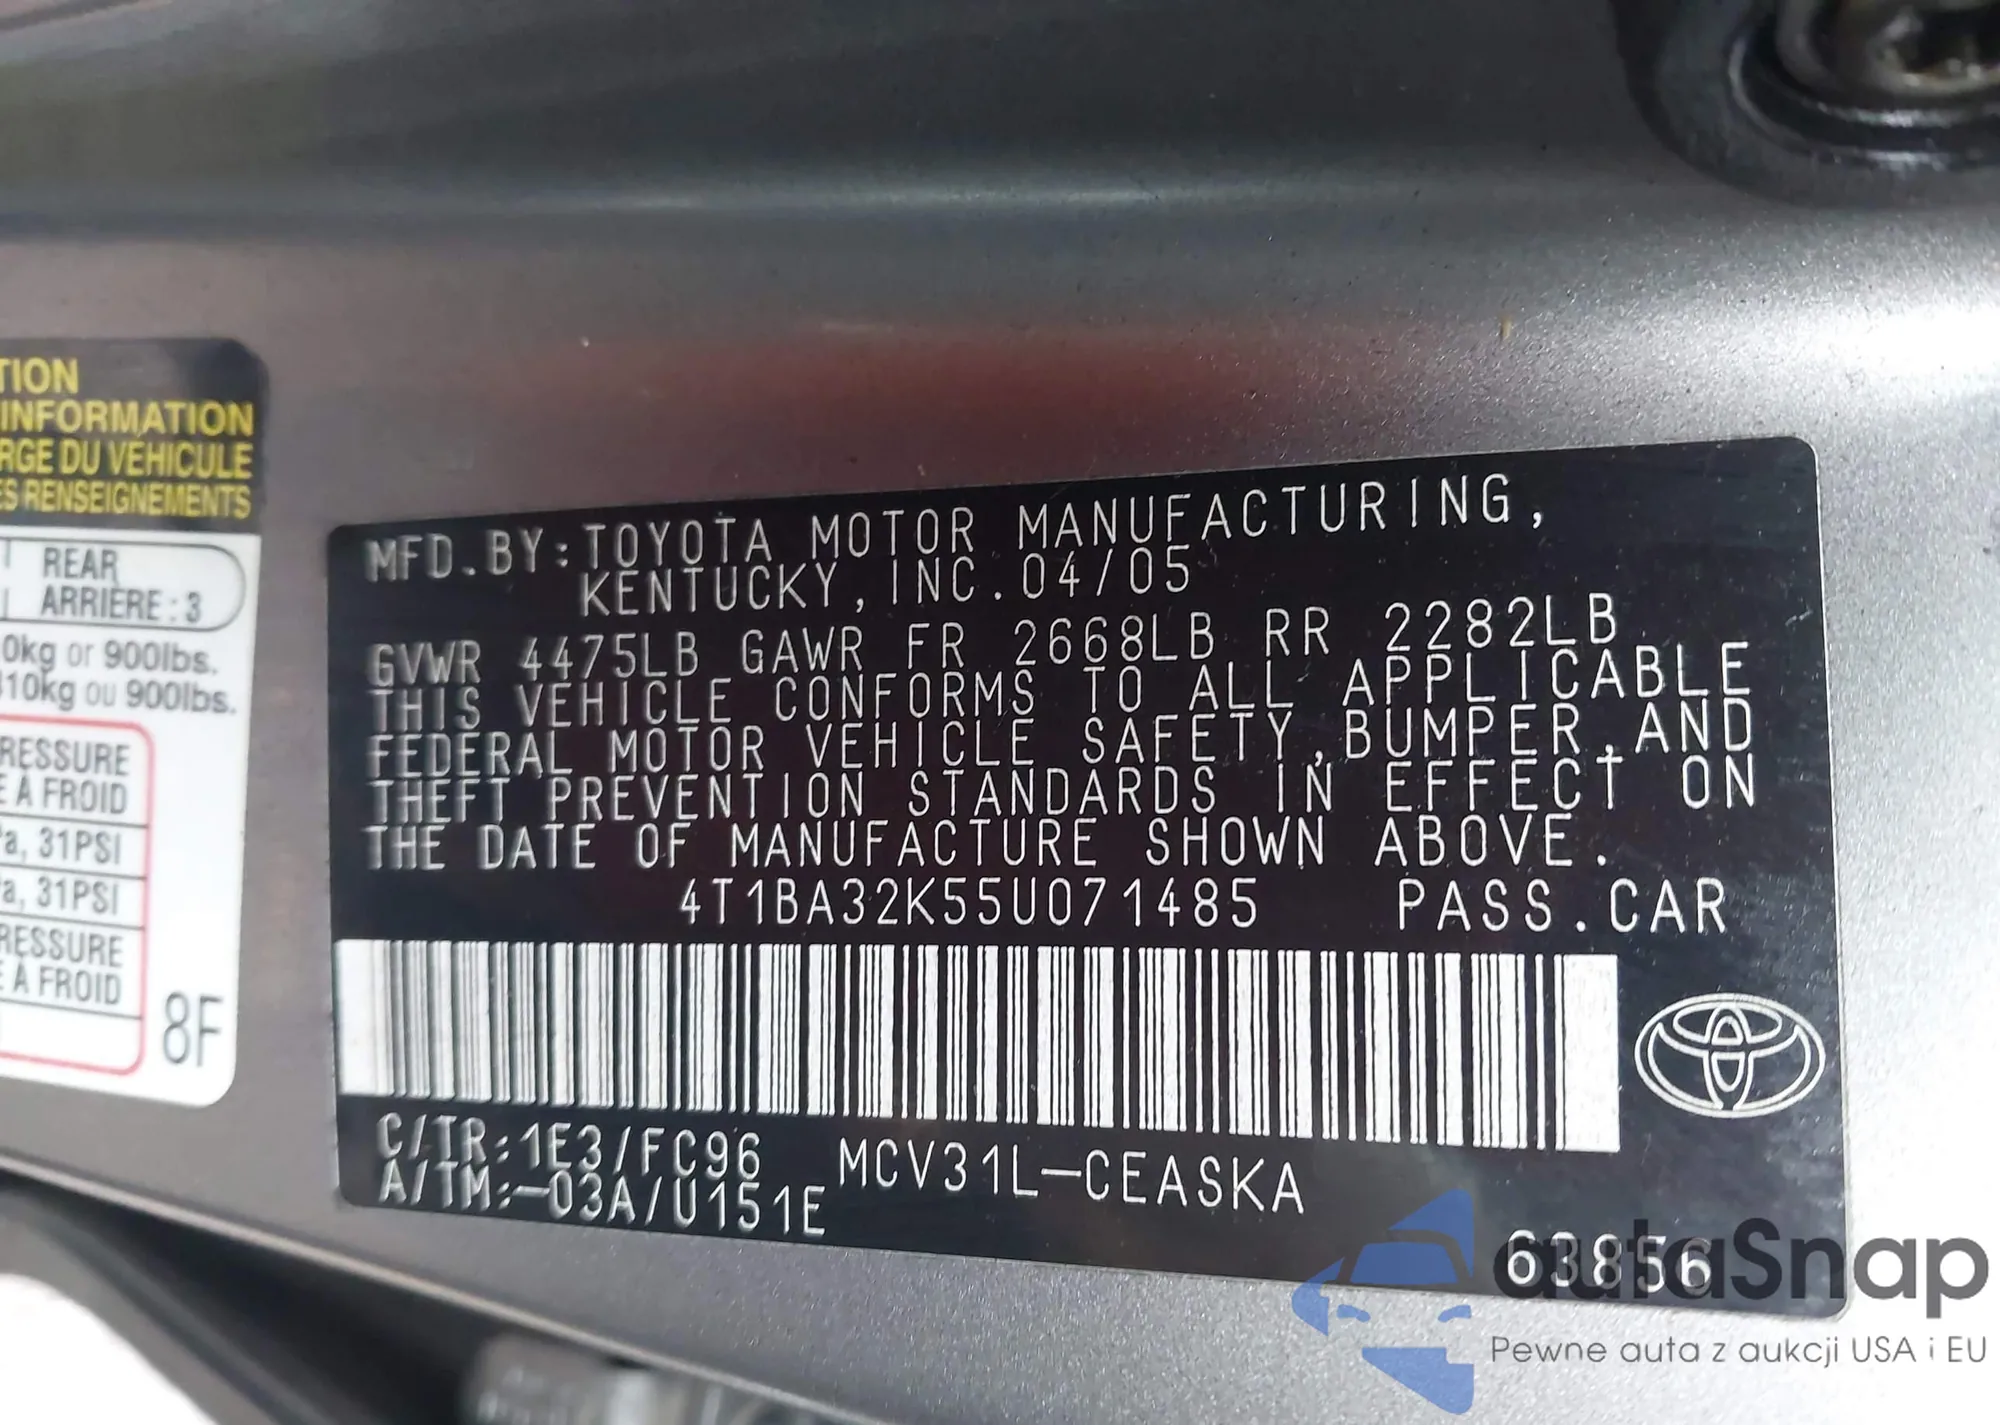 TION
INFORMATION
RGE DU VÉHICULE
ES RENSEIGNEMENTS
REAR
ARRIÈRE : 3
0kg or 900lbs.
10kg ou 900lbs.
RESSURE
E À FROID
a, 31PSI
a, 31PSI
RESSURE
E À FROID
8F
MFD.BY:TOYOTA MOTOR MANUFACTURING,
KENTUCKY,INC.04/05
GVWR 4475LB GAWR FR 2668LB RR 2282LB
THIS VEHICLE CONFORMS TO ALL APPLICABLE
FEDERAL MOTOR VEHICLE SAFETY,BUMPER,AND
THEFT PREVENTION STANDARDS IN EFFECT ON
THE DATE OF MANUFACTURE SHOWN ABOVE.
4T1BA32K55U071485 PASS.CAR
C/TR:1E3/FC96 MCV31L-CEASKA
A/TM:-03A/U151E
63856
autaSnap
Pewne auta z aukcji USA i EU